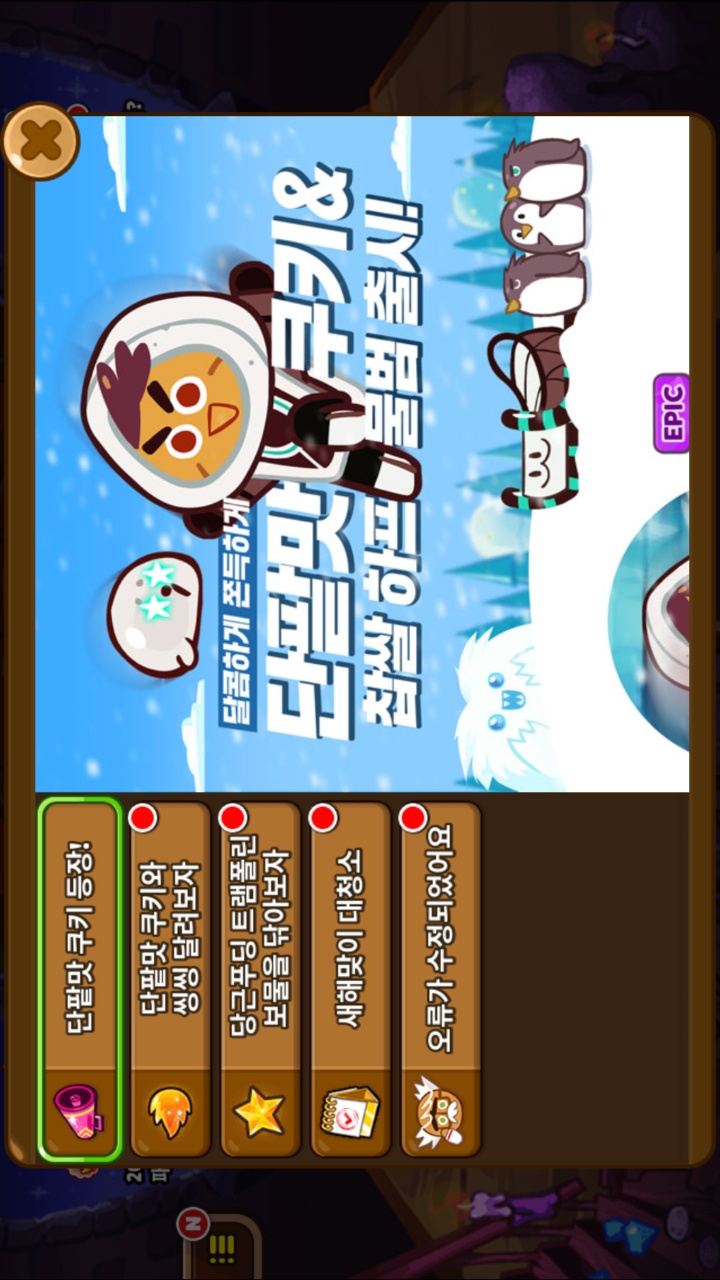 단팥맛 쿠키 등장!
단팥맛 쿠키와
씽씽 달려보자
당근푸딩 트램폴린
보물을 닦아보자
새해맞이 대청소
오류가 수정되었어요
달콤하게 쫀득하게
단팥맛 쿠키&
찹쌀 하프물범 출시!
EPIC
N